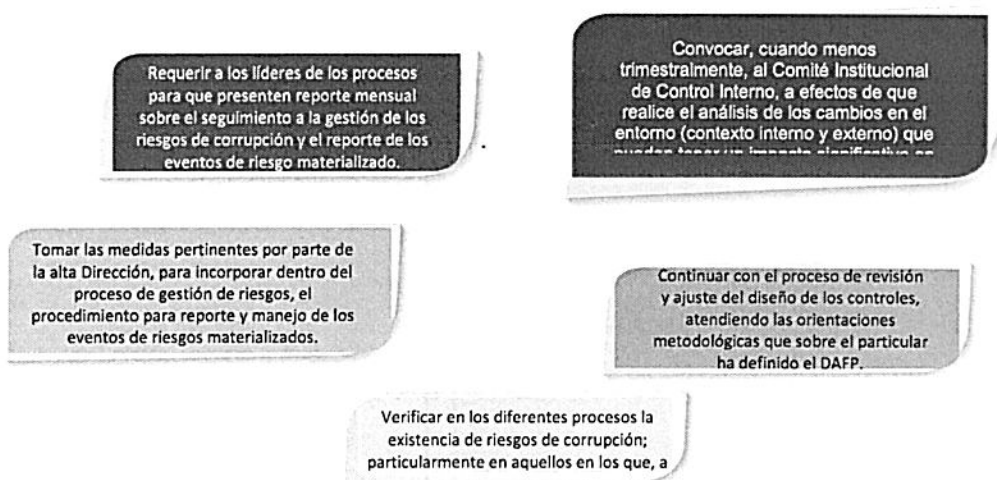 Requerir a los líderes de los procesos
para que presenten reporte mensual
sobre el seguimiento a la gestión de los
riesgos de corrupción y el reporte de los
eventos de riesgo materializado.
Convocar, cuando menos
trimestralmente, al Comité Institucional
de Control Interno, a efectos de que
realice el análisis de los cambios en el
entorno (contexto interno y externo) que
Tomar las medidas pertinentes por parte de
la alta Dirección, para incorporar dentro del
proceso de gestión de riesgos, el
procedimiento para reporte y manejo de los
eventos de riesgos materializados.
Continuar con el proceso de revisión
y ajuste del diseño de los controles,
atendiendo las orientaciones
metodológicas que sobre el particular
ha definido el DAFP.
Verificar en los diferentes procesos la
existencia de riesgos de corrupción;
particularmente en aquellos en los que, a